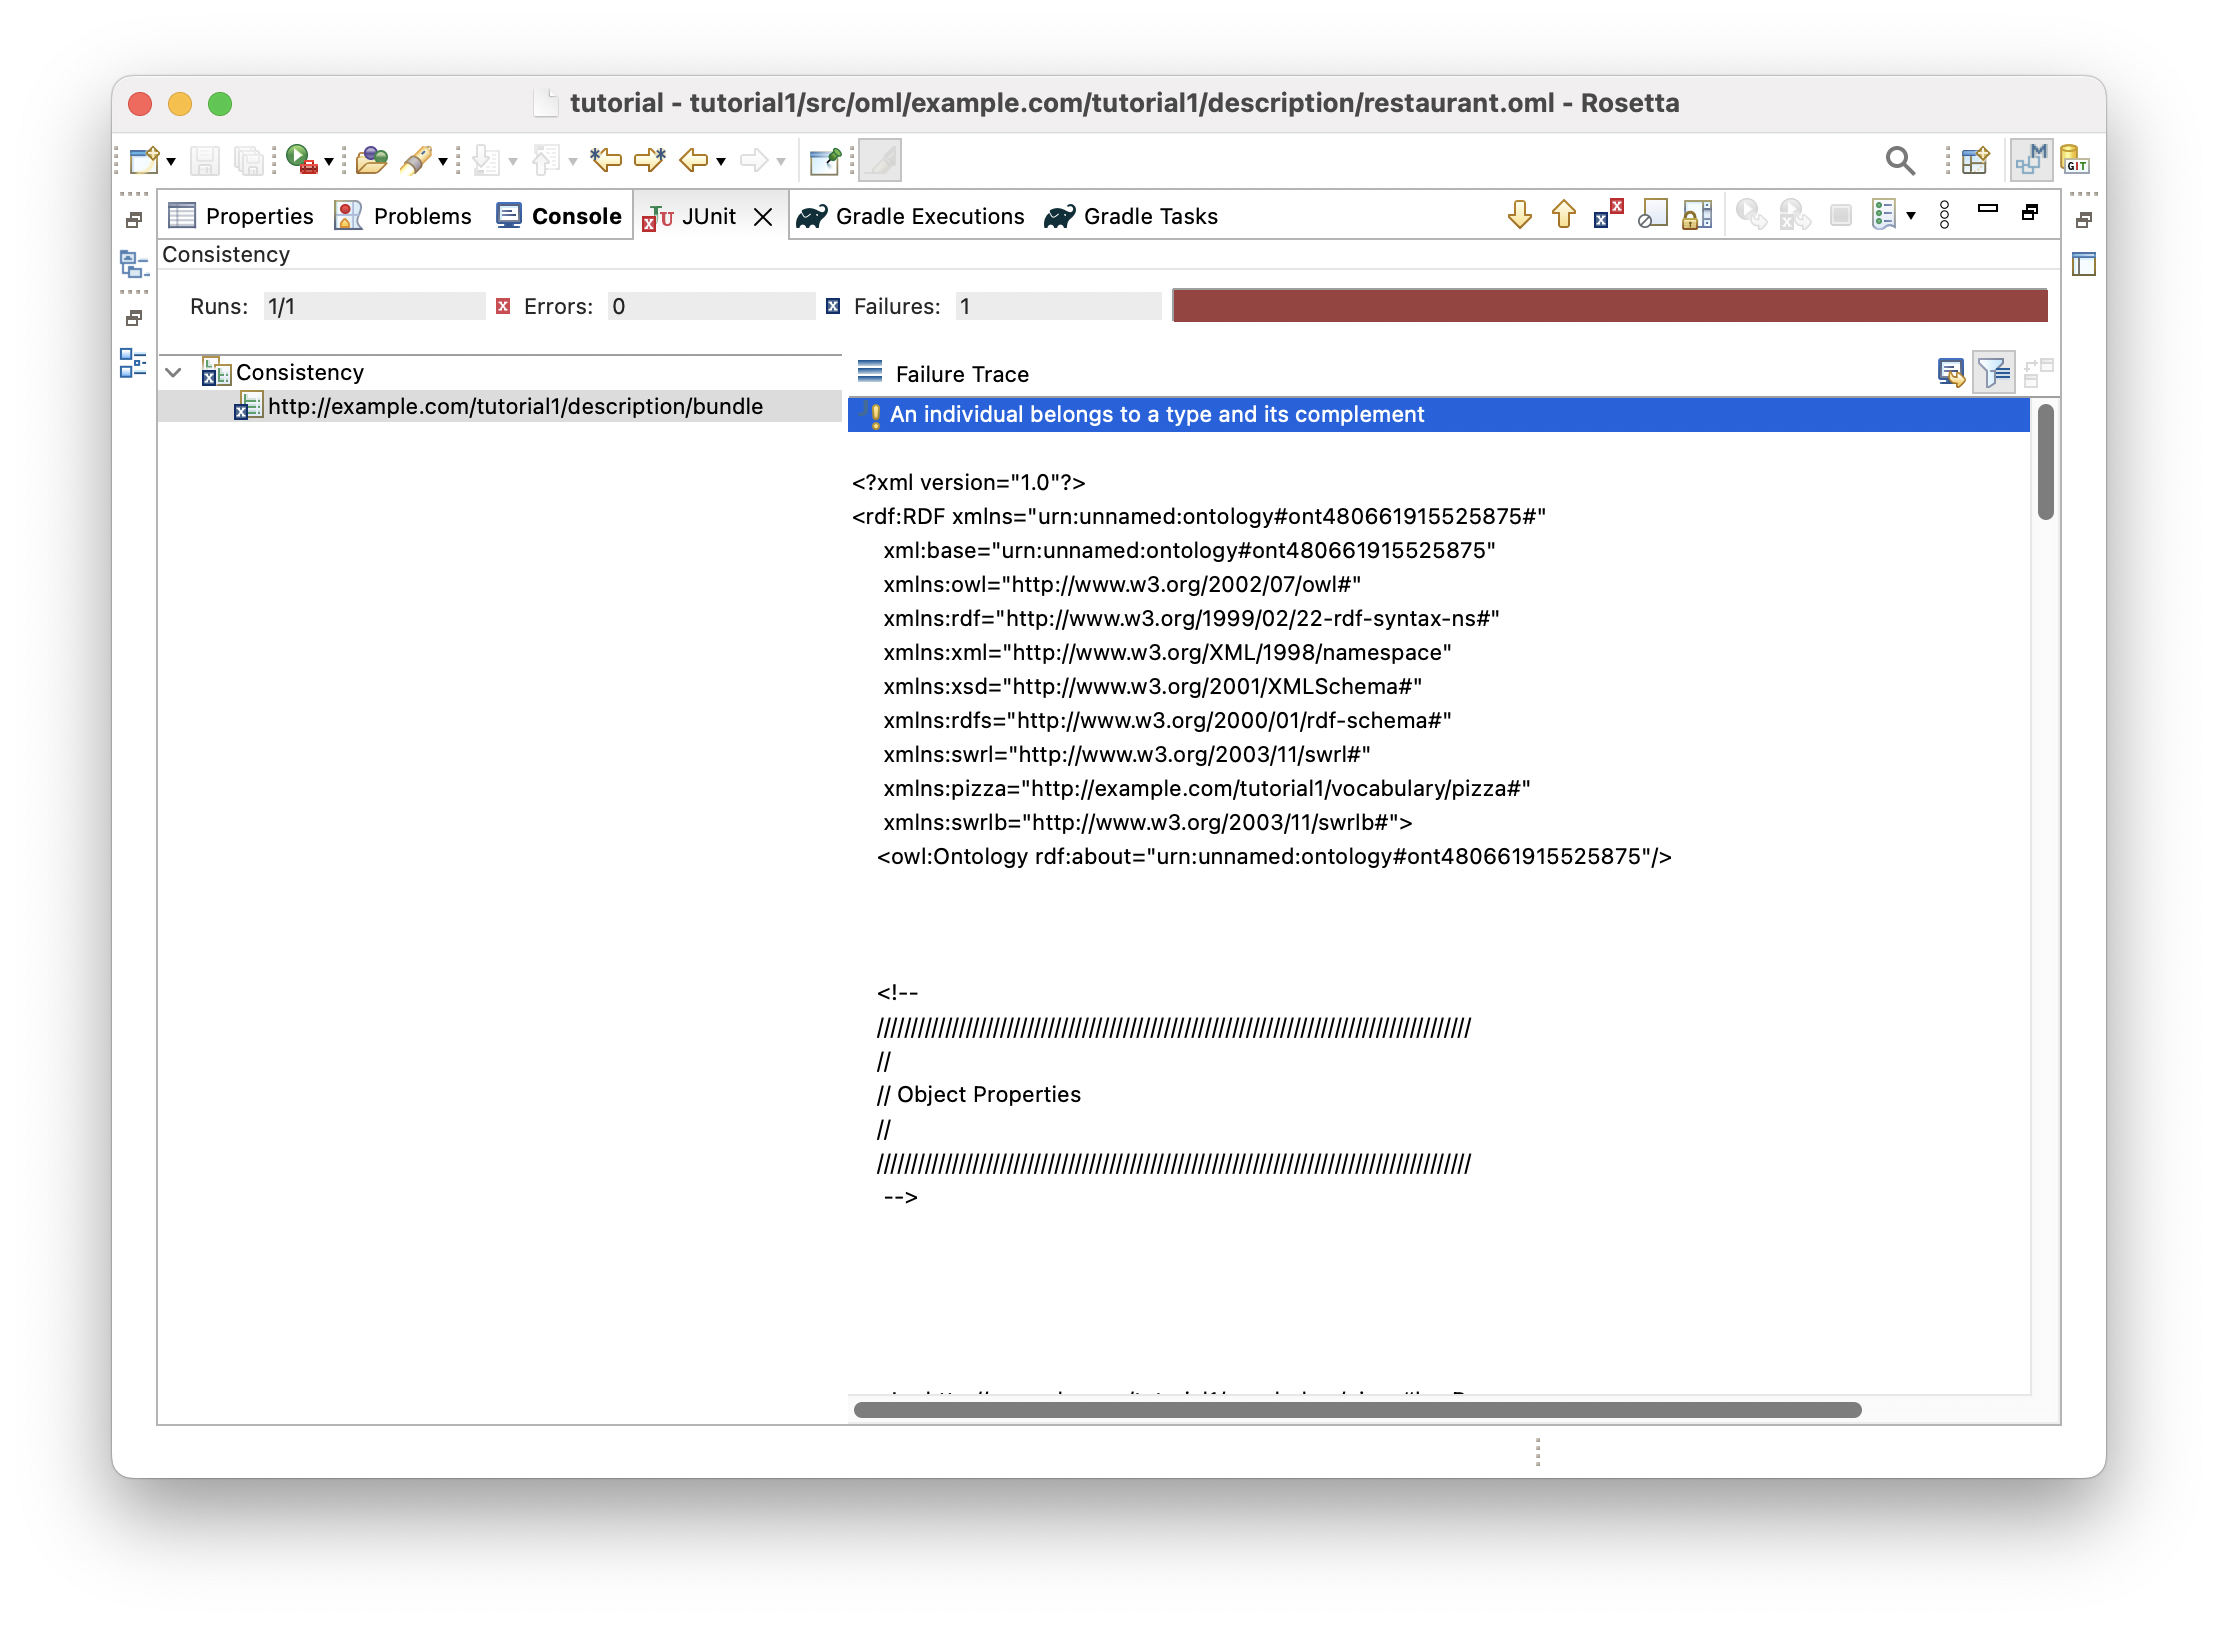 tutorial - tutorial1/src/oml/example.com/tutorial1/description/restaurant.oml - Rosetta
M
GIT
Properties Problems Console JUnit Gradle Executions Gradle Tasks
Consistency
Runs: 1/1 Errors: 0 Failures: 1
Consistency
http://example.com/tutorial1/description/bundle
Failure Trace
An individual belongs to a type and its complement
<?xml version="1.0"?>
<rdf:RDF xmlns="urn:unnamed:ontology#ont480661915525875#"
xml:base="urn:unnamed:ontology#ont480661915525875"
xmlns:owl="http://www.w3.org/2002/07/owl#"
xmlns:rdf="http://www.w3.org/1999/02/22-rdf-syntax-ns#"
xmlns:xml="http://www.w3.org/XML/1998/namespace"
xmlns:xsd="http://www.w3.org/2001/XMLSchema#"
xmlns:rdfs="http://www.w3.org/2000/01/rdf-schema#"
xmlns:swrl="http://www.w3.org/2003/11/swrl#"
xmlns:pizza="http://example.com/tutorial1/vocabulary/pizza#"
xmlns:swrlb="http://www.w3.org/2003/11/swrlb#">
<owl:Ontology rdf:about="urn:unnamed:ontology#ont480661915525875"/>
<!--
///////////////////////////////////////////////////////////////////////////////////////
//
// Object Properties
//
///////////////////////////////////////////////////////////////////////////////////////
-->